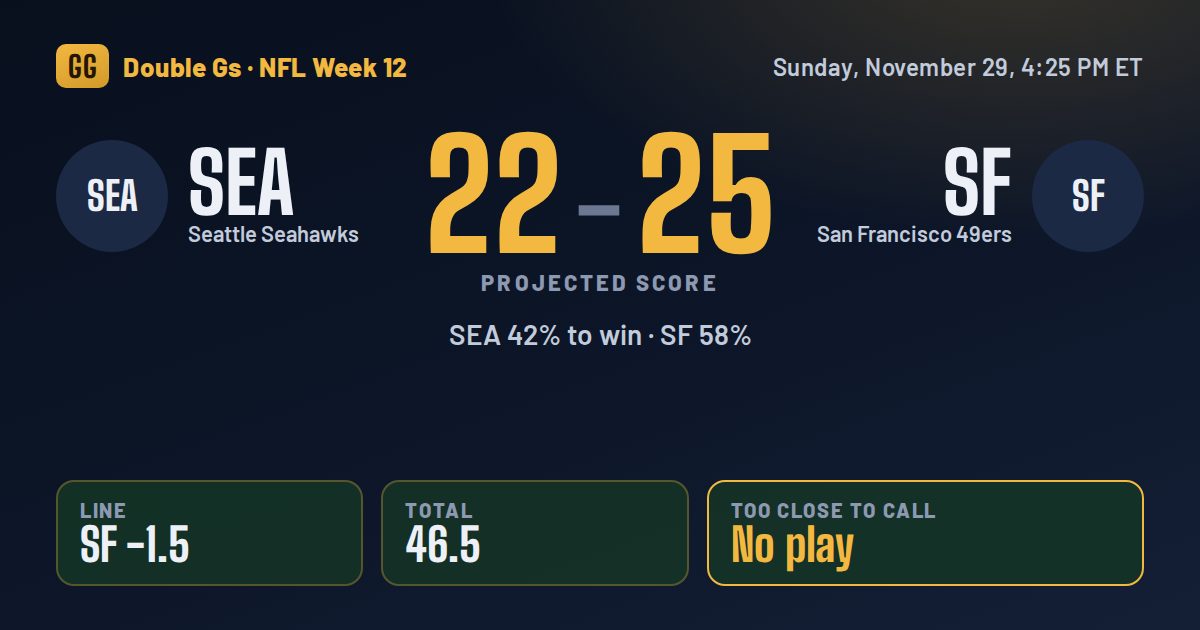 GG Double Gs · NFL Week 12
Sunday, November 29, 4:25 PM ET
SEA
SEA
Seattle Seahawks
22 – 25
PROJECTED SCORE
SEA 42% to win · SF 58%
SF
San Francisco 49ers
SF
LINE
SF −1.5
TOTAL
46.5
TOO CLOSE TO CALL
No play